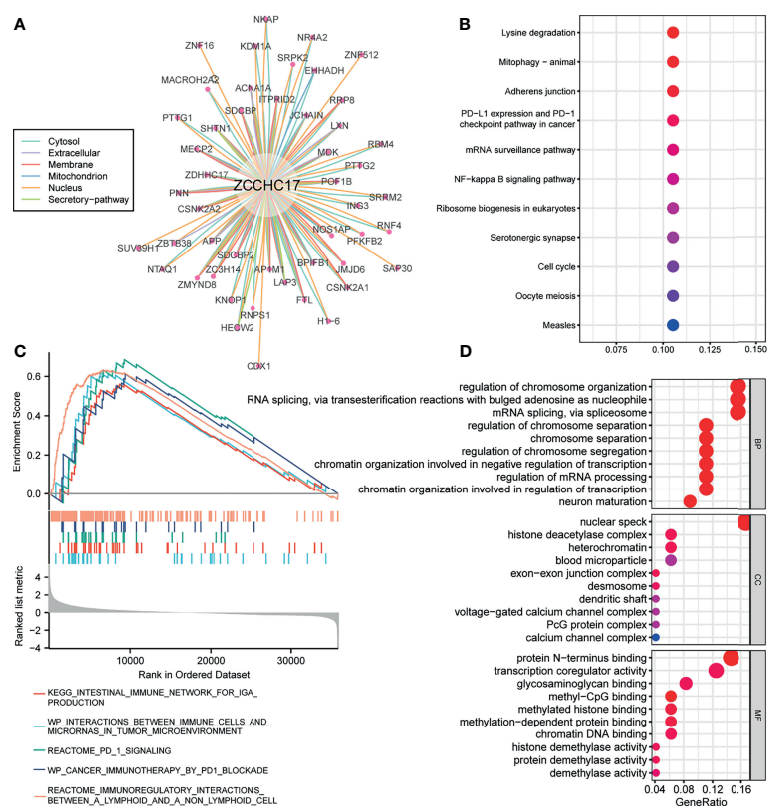 A
NKAP
ZNF16
KDM1A
NR4A2
SRPK2
ZNF512
MACROH2A2
ACAA1A
EHHADH
ITPRID2
SDCBP
RRP8
PTTG1
JCHAIN
SHTN1
LXN
MECP2
MDK
RBM4
ZDHHC17
PTTG2
ZCCHC17
POF1B
PNN
SRRM2
CSNK2A2
ING3
RNF4
NOS1AP
SUV39H1
ZBTB38
APP
PFKFB2
SDCBP2
NTAQ1
ZC3H14
AP1M1
BPIFB1
JMJD6
SAP30
ZMYND8
LAP3
CSNK2A1
KNOP1
FTL
RNPS1
HECW2
H1−6
CDX1
Cytosol
Extracellular
Membrane
Mitochondrion
Nucleus
Secretory-pathway
B
Lysine degradation
Mitophagy − animal
Adherens junction
PD−L1 expression and PD−1
checkpoint pathway in cancer
mRNA surveillance pathway
NF−kappa B signaling pathway
Ribosome biogenesis in eukaryotes
Serotonergic synapse
Cell cycle
Oocyte meiosis
Measles
0.075 0.100 0.125 0.150
C
Enrichment Score
0.6
0.4
0.2
0.0
Ranked list metric
4
2
0
−2
−4
10000 20000 30000
Rank in Ordered Dataset
KEGG_INTESTINAL_IMMUNE_NETWORK_FOR_IGA_
PRODUCTION
WP_INTERACTIONS_BETWEEN_IMMUNE_CELLS_AND_
MICRORNAS_IN_TUMOR_MICROENVIRONMENT
REACTOME_PD_1_SIGNALING
WP_CANCER_IMMUNOTHERAPY_BY_PD1_BLOCKADE
REACTOME_IMMUNOREGULATORY_INTERACTIONS_
BETWEEN_A_LYMPHOID_AND_A_NON_LYMPHOID_CELL
D
regulation of chromosome organization
RNA splicing, via transesterification reactions with bulged adenosine as nucleophile
mRNA splicing, via spliceosome
regulation of chromosome separation
chromosome separation
regulation of chromosome segregation
chromatin organization involved in negative regulation of transcription
regulation of mRNA processing
chromatin organization involved in regulation of transcription
neuron maturation
BP
nuclear speck
histone deacetylase complex
heterochromatin
blood microparticle
exon−exon junction complex
desmosome
dendritic shaft
voltage−gated calcium channel complex
PcG protein complex
calcium channel complex
CC
protein N−terminus binding
transcription coregulator activity
glycosaminoglycan binding
methyl−CpG binding
methylated histone binding
methylation−dependent protein binding
chromatin DNA binding
histone demethylase activity
protein demethylase activity
demethylase activity
MF
0.04 0.08 0.12 0.16
GeneRatio